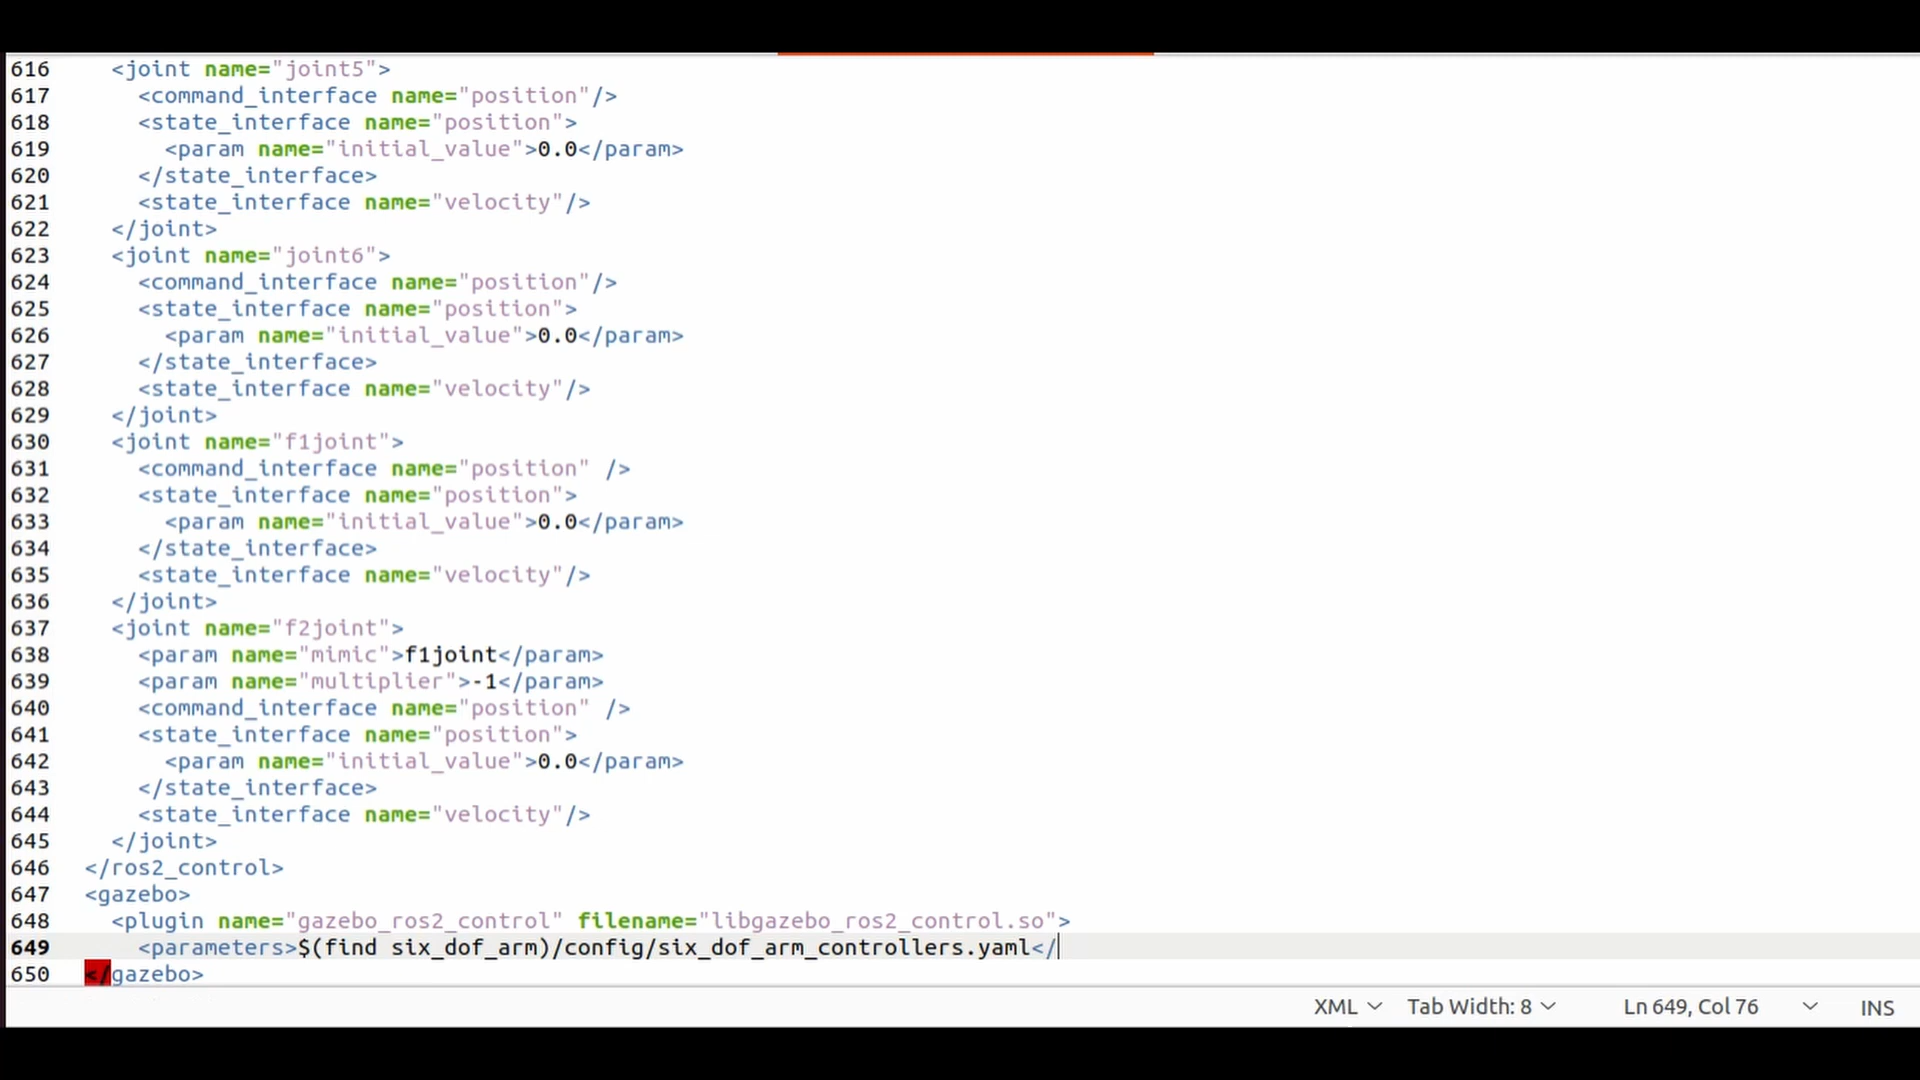 616 <joint name="joint5">
617 <command_interface name="position"/>
618 <state_interface name="position">
619 <param name="initial_value">0.0</param>
620 </state_interface>
621 <state_interface name="velocity"/>
622 </joint>
623 <joint name="joint6">
624 <command_interface name="position"/>
625 <state_interface name="position">
626 <param name="initial_value">0.0</param>
627 </state_interface>
628 <state_interface name="velocity"/>
629 </joint>
630 <joint name="f1joint">
631 <command_interface name="position" />
632 <state_interface name="position">
633 <param name="initial_value">0.0</param>
634 </state_interface>
635 <state_interface name="velocity"/>
636 </joint>
637 <joint name="f2joint">
638 <param name="mimic">f1joint</param>
639 <param name="multiplier">-1</param>
640 <command_interface name="position" />
641 <state_interface name="position">
642 <param name="initial_value">0.0</param>
643 </state_interface>
644 <state_interface name="velocity"/>
645 </joint>
646 </ros2_control>
647 <gazebo>
648 <plugin name="gazebo_ros2_control" filename="libgazebo_ros2_control.so">
649 <parameters>$(find six_dof_arm)/config/six_dof_arm_controllers.yaml</
650 </gazebo>
XML Tab Width: 8 Ln 649, Col 76 INS